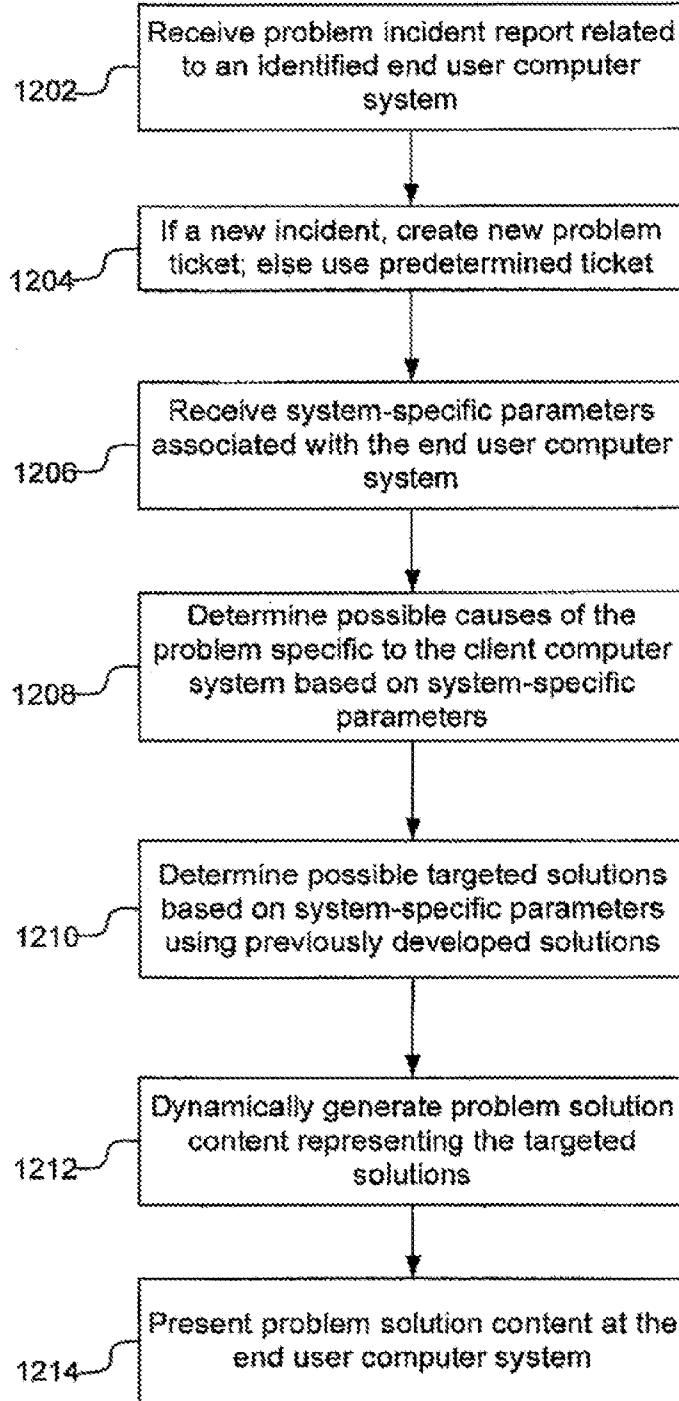 Receive problem incident report related
to an identified end user computer
system
1202
If a new incident, create new problem
ticket; else use predetermined ticket
1204
Receive system-specific parameters
associated with the end user computer
system
1206
Determine possible causes of the
problem specific to the client computer
system based on system-specific
parameters
1208
Determine possible targeted solutions
based on system-specific parameters
using previously developed solutions
1210
Dynamically generate problem solution
content representing the targeted
solutions
1212
Present problem solution content at the
end user computer system
1214